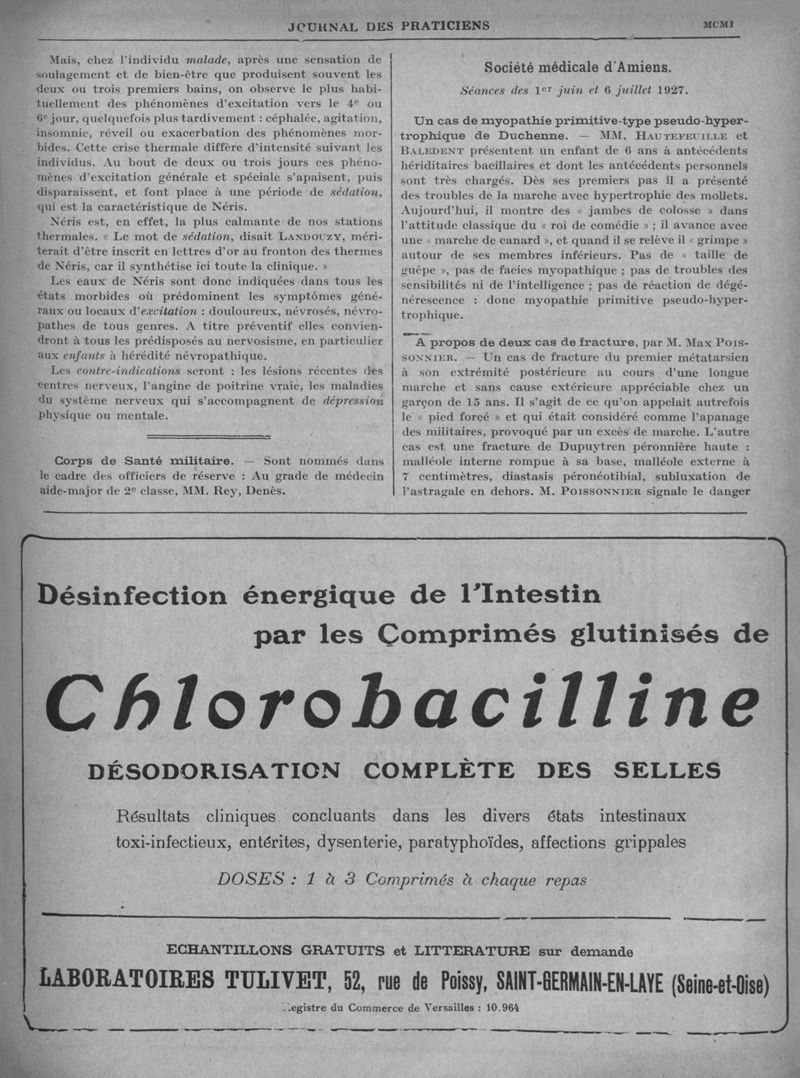 JOURNAL DES PRATICIENS
MCMI
Mais, chez l'individu malade, après une sensation de
soulagement et de bien-être que produisent souvent les
deux ou trois premiers bains, on observe le plus habi-
tuellement des phénomènes d'excitation vers le 4e ou
6e jour, quelquefois plus tardivement : céphalée, agitation,
insomnie, réveil ou exacerbation des phénomènes mor-
bides. Cette crise thermale diffère d'intensité suivant les
individus. Au bout de deux ou trois jours ces phéno-
mènes d'excitation générale et spéciale s'apaisent, puis
disparaissent, et font place à une période de sédation,
qui est la caractéristique de Néris.
Néris est, en effet, la plus calmante de nos stations
thermales. « Le mot de sédation, disait LANDOUZY, méri-
terait d'être inscrit en lettres d'or au fronton des thermes
de Néris, car il synthétise ici toute la clinique. »
Les eaux de Néris sont donc indiquées dans tous les
états morbides où prédominent les symptômes géné-
raux ou locaux d'excitation : douloureux, névrosés, névro-
pathes de tous genres. A titre préventif elles convien-
dront à tous les prédisposés au nervosisme, en particulier
aux enfants à hérédité névropathique.
Les contre-indications seront : les lésions récentes des
centres nerveux, l'angine de poitrine vraie, les maladies
du système nerveux qui s'accompagnent de dépression
physique ou mentale.
Corps de Santé militaire. — Sont nommés dans
le cadre des officiers de réserve : Au grade de médecin
aide-major de 2e classe, MM. Rey, Denès.
Société médicale d'Amiens.
Séances des 1er juin et 6 juillet 1927.
Un cas de myopathie primitive-type pseudo-hyper-
trophique de Duchenne. — MM. HAUTEFEUILLE et
BALEDENT présentent un enfant de 6 ans à antécédents
hériditaires bacillaires et dont les antécédents personnels
sont très chargés. Dès ses premiers pas il a présenté
des troubles de la marche avec hypertrophie des mollets.
Aujourd'hui, il montre des « jambes de colosse » dans
l'attitude classique du « roi de comédie » ; il avance avec
une « marche de canard », et quand il se relève il « grimpe »
autour de ses membres inférieurs. Pas de « taille de
guêpe », pas de facies myopathique ; pas de troubles des
sensibilités ni de l'intelligence ; pas de réaction de dégé-
nérescence : donc myopathie primitive pseudo-hyper-
trophique.
A propos de deux cas de fracture, par M. Max POIS-
SONNIER. — Un cas de fracture du premier métatarsien
à son extrémité postérieure au cours d'une longue
marche et sans cause extérieure appréciable chez un
garçon de 15 ans. Il s'agit de ce qu'on appelait autrefois
le « pied forcé » et qui était considéré comme l'apanage
des militaires, provoqué par un excès de marche. L'autre
cas est une fracture de Dupuytren péronnière haute :
malléole interne rompue à sa base, malléole externe à
7 centimètres, diastasis péronéotibial, subluxation de
l'astragale en dehors. M. POISSONNIER signale le danger
Désinfection énergique de l'Intestin
par les Comprimés glutinisés de
Chlorobacilline
DÉSODORISATION COMPLÈTE DES SELLES
Résultats cliniques concluants dans les divers états intestinaux
toxi-infectieux, entérites, dysenterie, paratyphoïdes, affections grippales
DOSES : 1 à 3 Comprimés à chaque repas
ECHANTILLONS GRATUITS et LITTERATURE sur demande
LABORATOIRES TULIVET, 52, rue de Poissy, SAINT-GERMAIN-EN-LAYE (Seine-et-Oise)
.egistre du Commerce de Versailles : 10.964